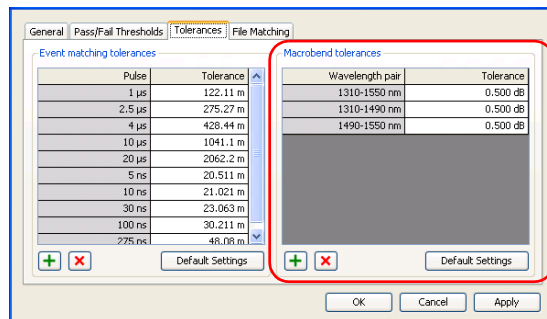 General Pass/Fail Thresholds Tolerances File Matching
Event matching tolerances
Pulse Tolerance
1 µs 122.11 m
2.5 µs 275.27 m
4 µs 428.44 m
10 µs 1041.1 m
20 µs 2062.2 m
5 ns 20.511 m
10 ns 21.021 m
30 ns 23.063 m
100 ns 30.211 m
275 ns 48.08 m
Default Settings
Macrobend tolerances
Wavelength pair Tolerance
1310-1550 nm 0.500 dB
1310-1490 nm 0.500 dB
1490-1550 nm 0.500 dB
Default Settings
OK Cancel Apply